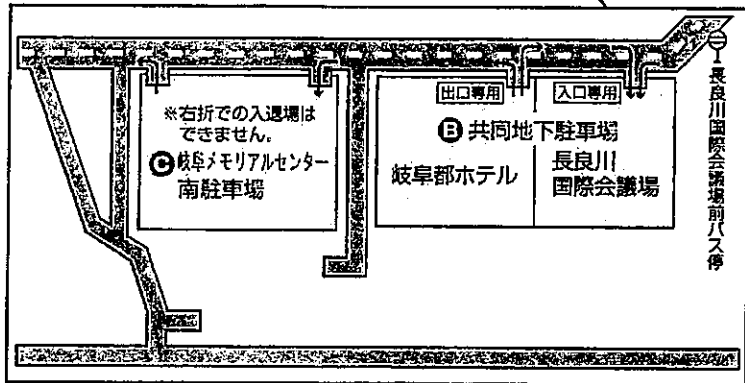 出口専用
入口専用
※右折での入退場は
できません。
Ⓒ岐阜メモリアルセンター
南駐車場
Ⓑ共同地下駐車場
岐阜都ホテル
長良川
国際会議場
長良川国際会議場前バス停